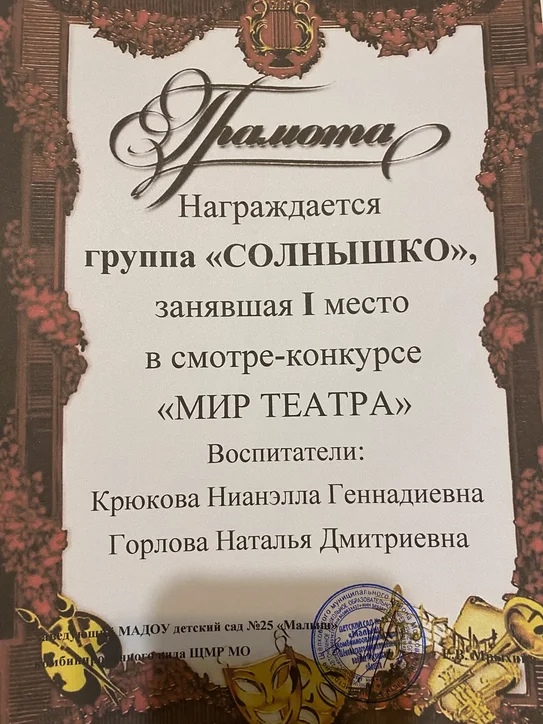 Грамота
Награждается
группа «СОЛНЫШКО»,
занявшая I место
в смотре-конкурсе
«МИР ТЕАТРА»
Воспитатели:
Крюкова Нианэлла Геннадиевна
Горлова Наталья Дмитриевна
МАДОУ детский сад №25 «Малыш»
вида ЩМР МО